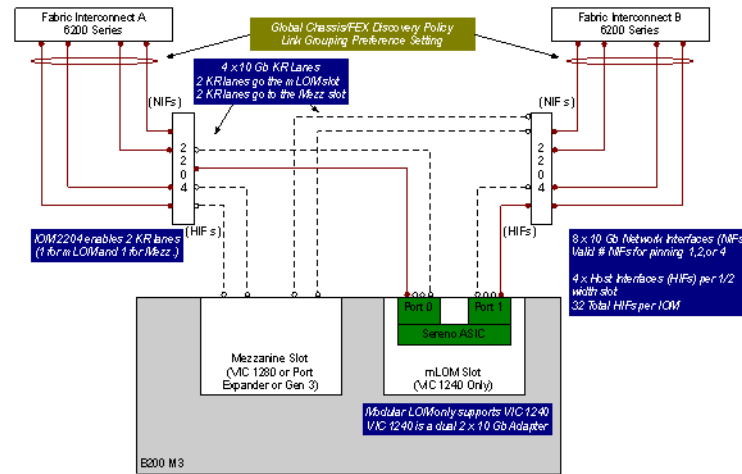 Fabric Interconnect A
6200 Series
Global Chassis/FEX Discovery Policy
Link Grouping Preference Setting
Fabric Interconnect B
6200 Series
4 x 10 Gb KR Lanes
2 KR lanes go the mLOM slot
2 KR lanes go to the Mezz slot
(NIFs)
(NIFs)
2
2
0
4
2
2
0
4
(HIFs)
(HIFs)
IOM 2204 enables 2 KR lanes
(1 for mLOM and 1 for Mezz.)
8 x 10 Gb Network Interfaces (NIFs
Valid # NIFs for pinning 1,2,or 4
4 x Host Interfaces (HIFs) per 1/2
width slot
32 Total HIFs per IOM
Port 0
Port 1
Sereno ASIC
Mezzanine Slot
(VIC 1280 or Port
Expander or Gen 3)
mLOM Slot
(VIC 1240 Only)
Modular LOM only supports VIC 1240
VIC 1240 is a dual 2 x 10 Gb Adapter
B200 M3